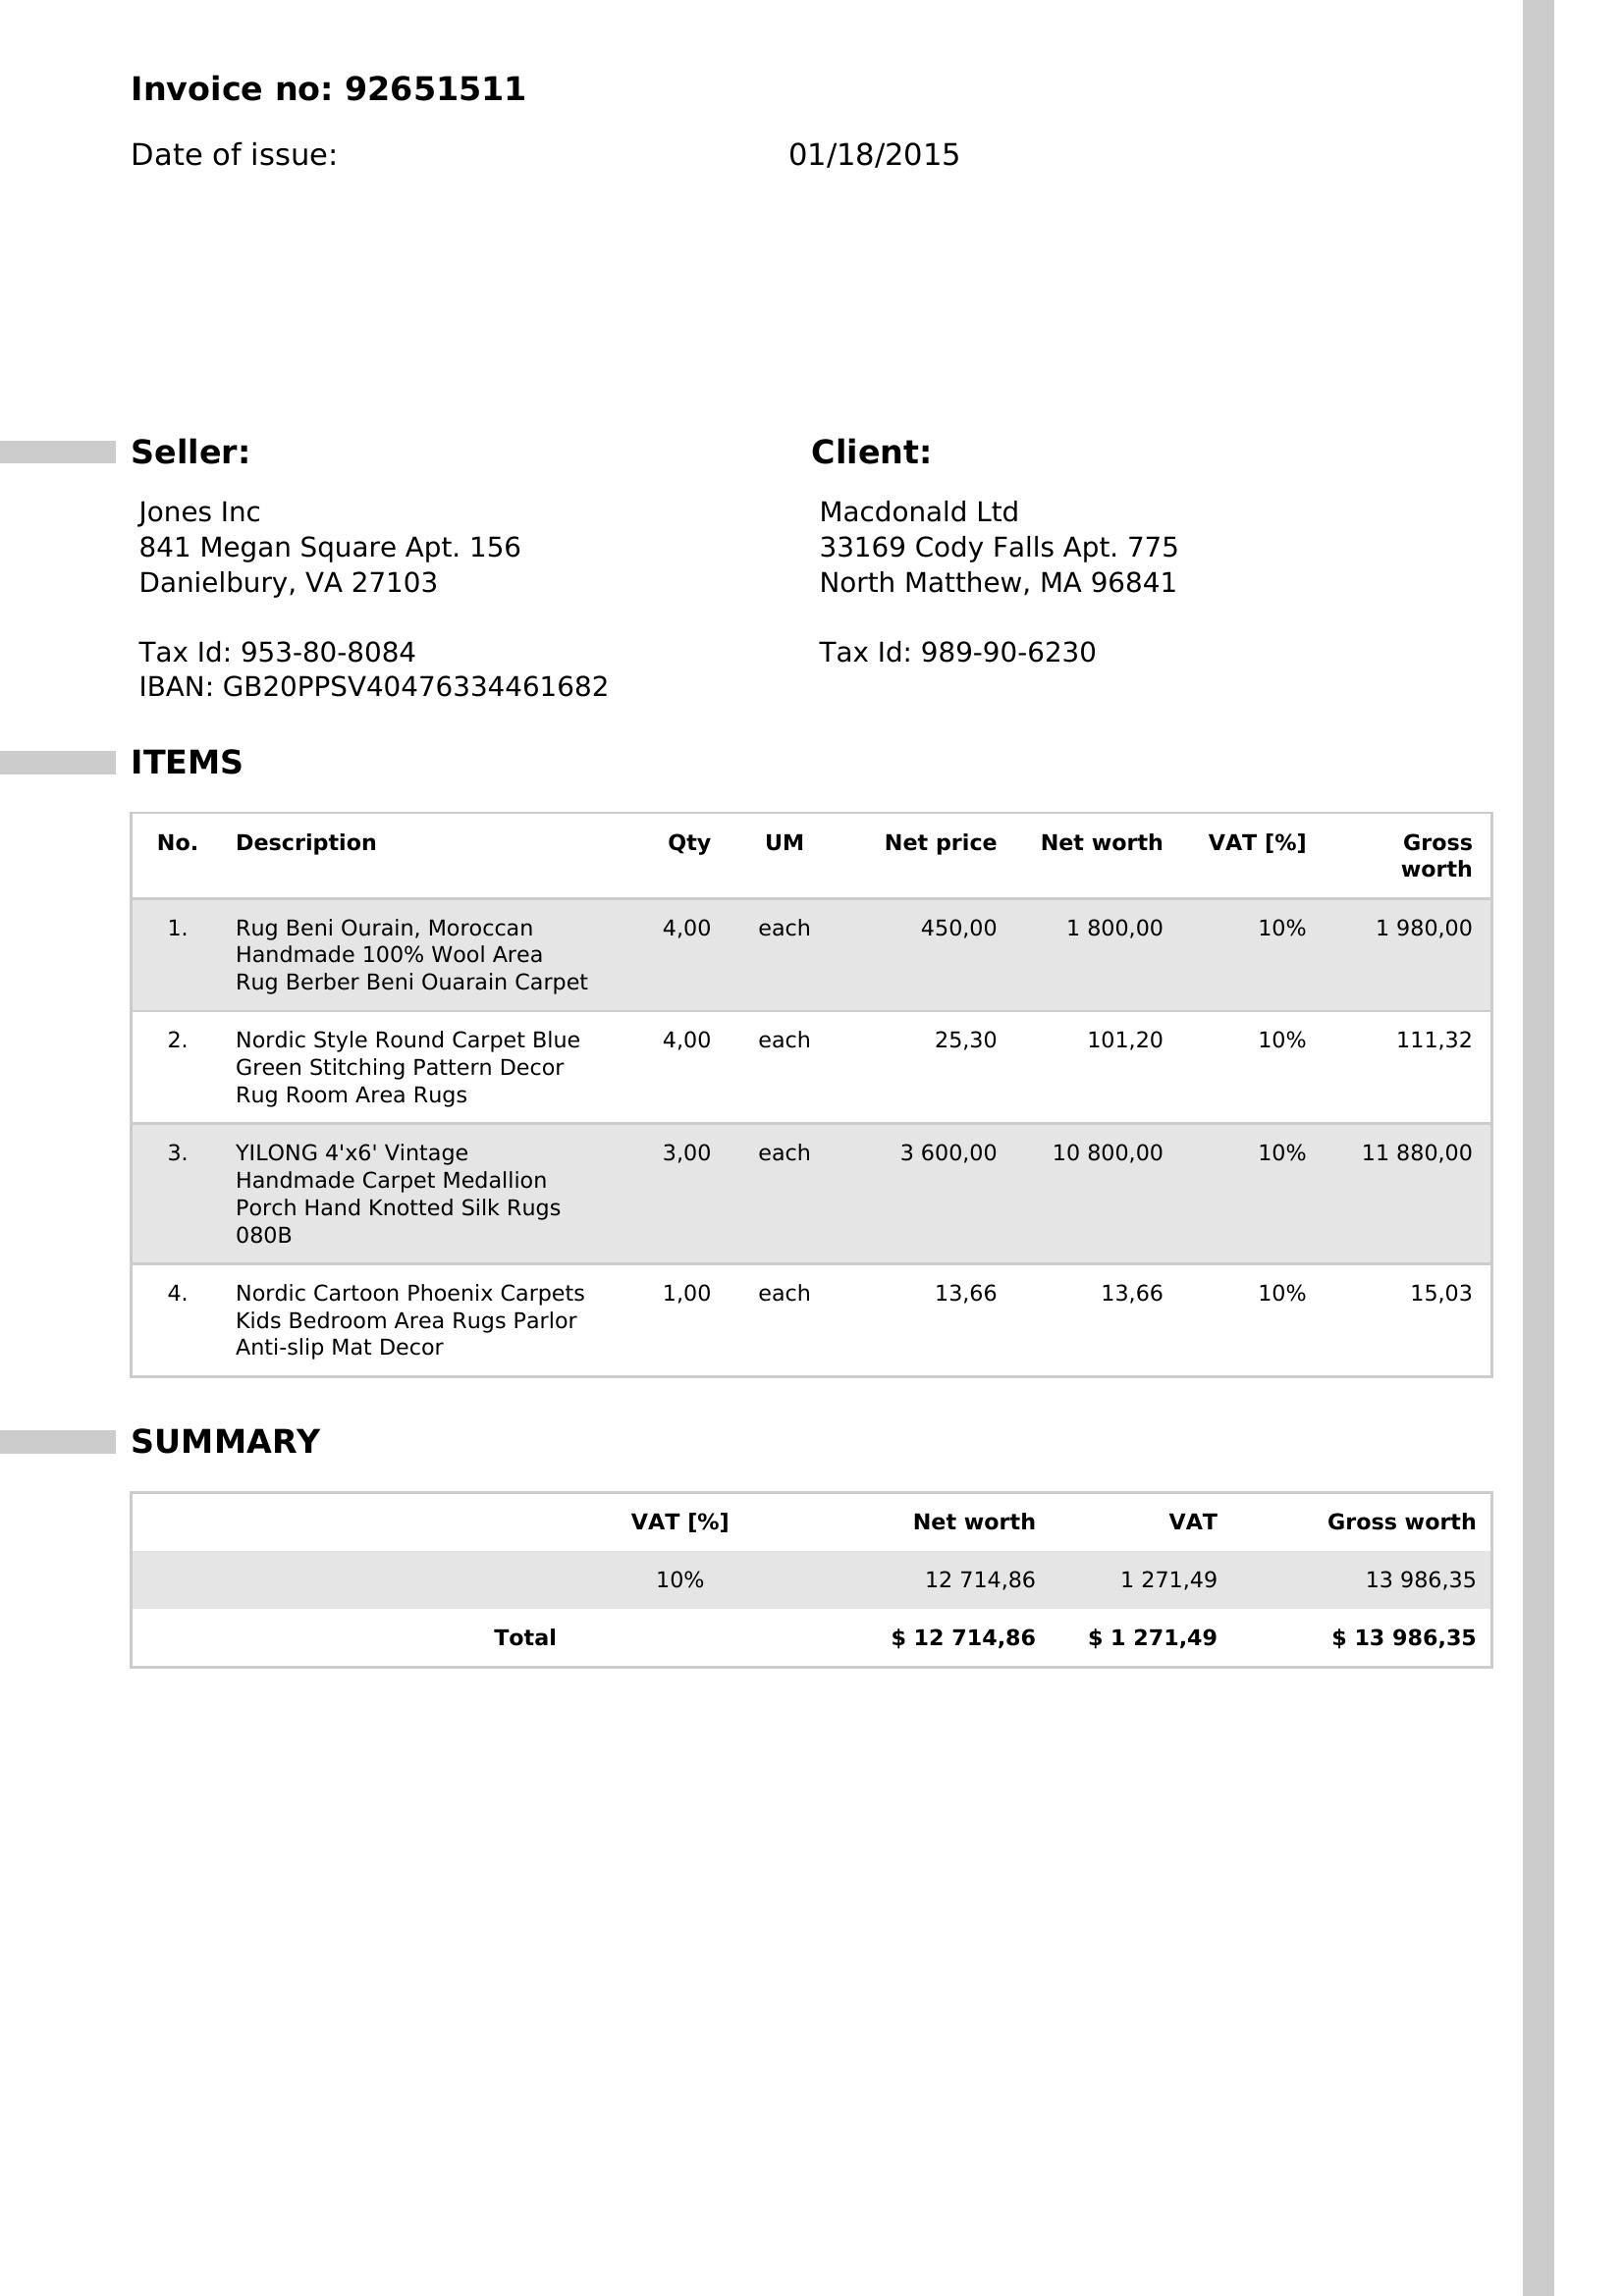 Invoice no: 92651511
Date of issue: 01/18/2015
Seller:
Jones Inc
841 Megan Square Apt. 156
Danielbury, VA 27103
Tax Id: 953-80-8084
IBAN: GB20PPSV40476334461682
Client:
Macdonald Ltd
33169 Cody Falls Apt. 775
North Matthew, MA 96841
Tax Id: 989-90-6230
ITEMS
No. Description Qty UM Net price Net worth VAT [%] Gross
worth
1. Rug Beni Ourain, Moroccan 4,00 each 450,00 1 800,00 10% 1 980,00
Handmade 100% Wool Area
Rug Berber Beni Ouarain Carpet
2. Nordic Style Round Carpet Blue 4,00 each 25,30 101,20 10% 111,32
Green Stitching Pattern Decor
Rug Room Area Rugs
3. YILONG 4'x6' Vintage 3,00 each 3 600,00 10 800,00 10% 11 880,00
Handmade Carpet Medallion
Porch Hand Knotted Silk Rugs
080B
4. Nordic Cartoon Phoenix Carpets 1,00 each 13,66 13,66 10% 15,03
Kids Bedroom Area Rugs Parlor
Anti-slip Mat Decor
SUMMARY
VAT [%] Net worth VAT Gross worth
10% 12 714,86 1 271,49 13 986,35
Total $ 12 714,86 $ 1 271,49 $ 13 986,35